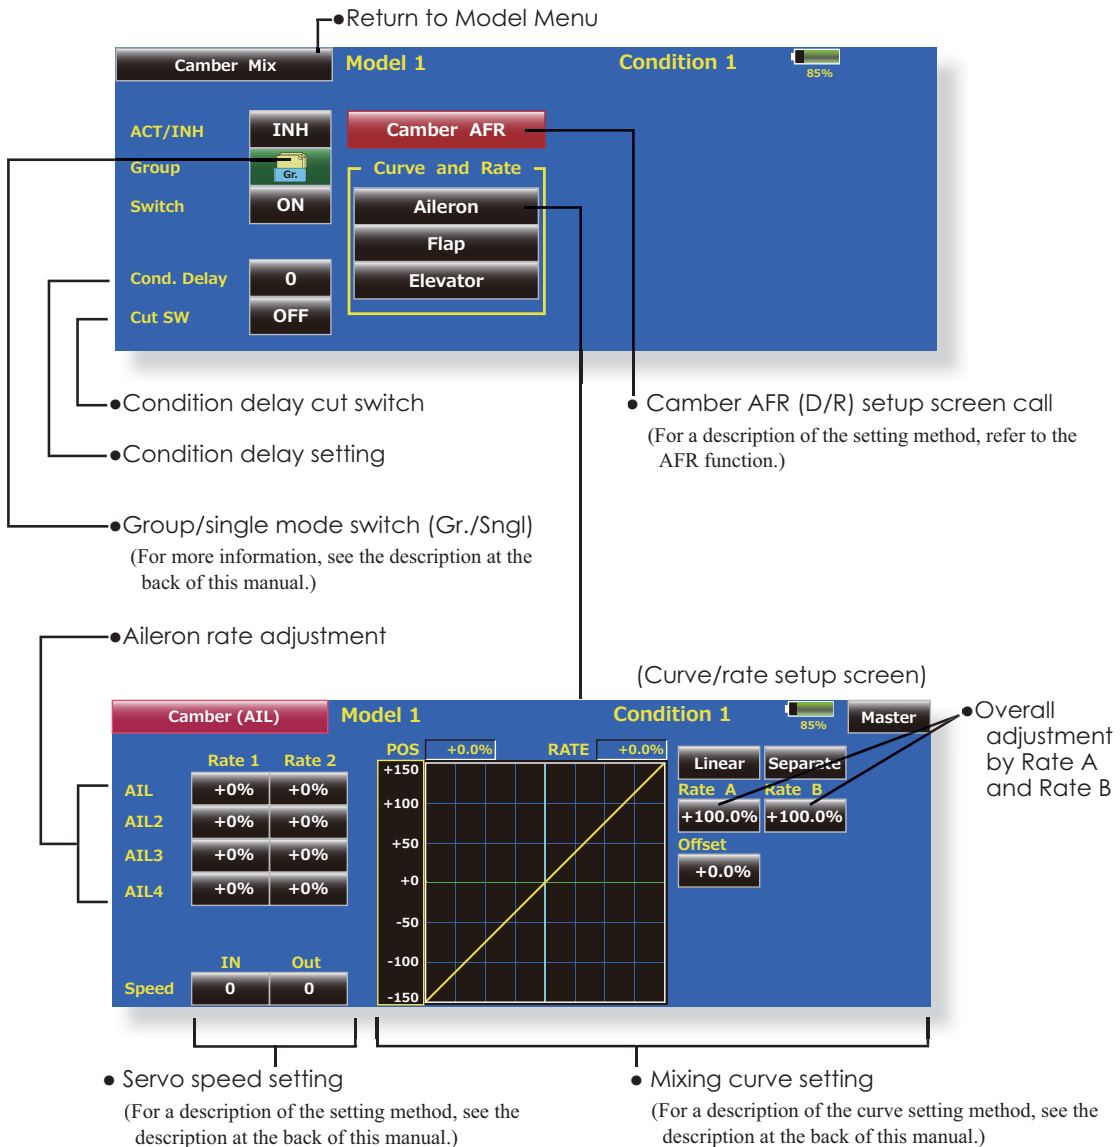 ●Return to Model Menu
Camber Mix
Model 1
Condition 1
85%
ACT/INH
INH
Camber AFR
Group
Gr.
Curve and Rate
Switch
ON
Aileron
Flap
Cond. Delay
0
Elevator
Cut SW
OFF
●Condition delay cut switch
● Camber AFR (D/R) setup screen call
(For a description of the setting method, refer to the
AFR function.)
●Condition delay setting
●Group/single mode switch (Gr./Sngl)
(For more information, see the description at the
back of this manual.)
●Aileron rate adjustment
(Curve/rate setup screen)
Camber (AIL)
Model 1
Condition 1
85%
Master
●Overall
adjustment
by Rate A
and Rate B
Rate 1 Rate 2
AIL +0% +0%
AIL2 +0% +0%
AIL3 +0% +0%
AIL4 +0% +0%
IN Out
Speed 0 0
POS +0.0% RATE +0.0%
+150
+100
+50
+0
-50
-100
-150
Linear Separate
Rate A Rate B
+100.0% +100.0%
Offset
+0.0%
● Servo speed setting
(For a description of the setting method, see the
description at the back of this manual.)
● Mixing curve setting
(For a description of the curve setting method, see the
description at the back of this manual.)